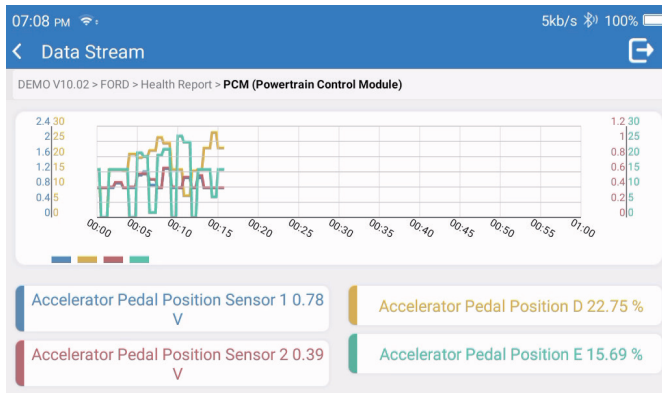 07:08 PM 5kb/s 100%
Data Stream
DEMO V10.02 > FORD > Health Report > PCM (Powertrain Control Module)
2.4 30 1.2 30
2 25 1 25
1.6 20 0.8 20
1.2 15 0.6 15
0.8 10 0.4 10
0.4 5 0.2 5
0 0 0 0
00:00 00:05 00:10 00:15 00:20 00:25 00:30 00:35 00:40 00:45 00:50 00:55 01:00
Accelerator Pedal Position Sensor 1 0.78
V
Accelerator Pedal Position D 22.75 %
Accelerator Pedal Position Sensor 2 0.39
V
Accelerator Pedal Position E 15.69 %